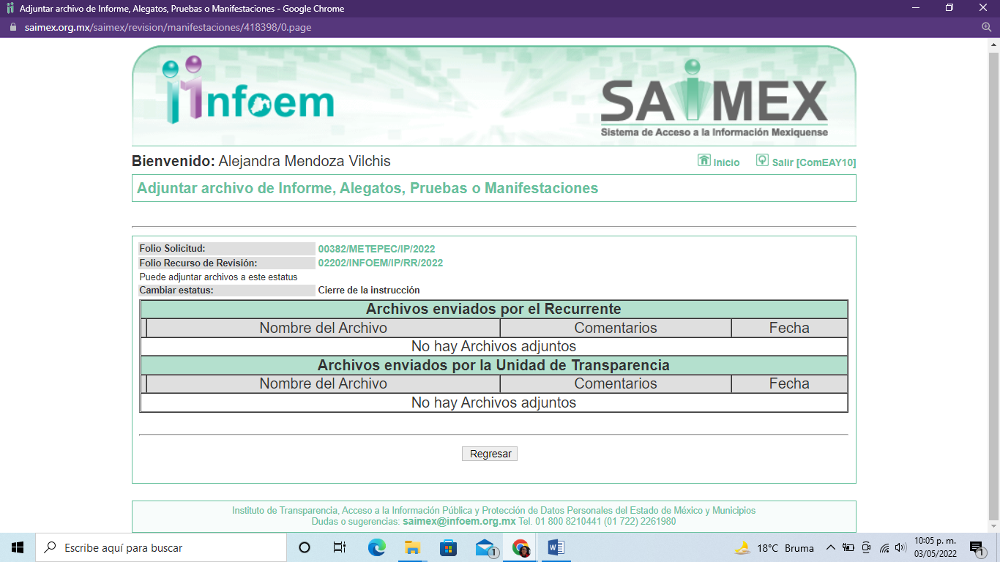 Adjuntar archivo de Informe, Alegatos, Pruebas o Manifestaciones - Google Chrome
saimex.org.mx/saimex/revision/manifestaciones/418398/0.page
infoem
SAIMEX
Sistema de Acceso a la Información Mexiquense
Bienvenido: Alejandra Mendoza Vilchis
Inicio Salir [ComEAY10]
Adjuntar archivo de Informe, Alegatos, Pruebas o Manifestaciones
Folio Solicitud: 00382/METEPEC/IP/2022
Folio Recurso de Revisión: 02202/INFOEM/IP/RR/2022
Puede adjuntar archivos a este estatus
Cambiar estatus: Cierre de la instrucción
Archivos enviados por el Recurrente
Nombre del Archivo Comentarios Fecha
No hay Archivos adjuntos
Archivos enviados por la Unidad de Transparencia
Nombre del Archivo Comentarios Fecha
No hay Archivos adjuntos
Regresar
Instituto de Transparencia, Acceso a la Información Pública y Protección de Datos Personales del Estado de México y Municipios
Dudas o sugerencias: saimex@infoem.org.mx Tel. 01 800 8210441 (01 722) 2261980
Escribe aquí para buscar
1
18°C Bruma
10:05 p. m.
03/05/2022
1